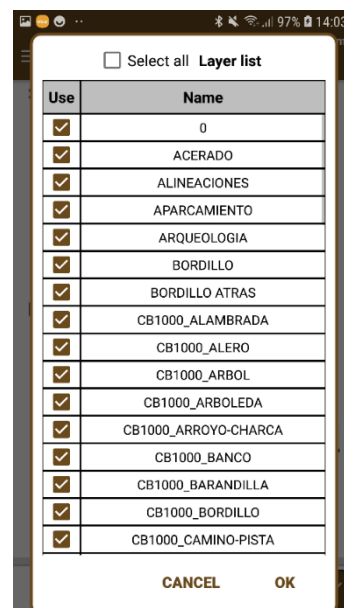 97% 14:03
Select all Layer list
Use Name
0
ACERADO
ALINEACIONES
APARCAMIENTO
ARQUEOLOGIA
BORDILLO
BORDILLO ATRAS
CB1000_ALAMBRADA
CB1000_ALERO
CB1000_ARBOL
CB1000_ARBOLEDA
CB1000_ARROYO-CHARCA
CB1000_BANCO
CB1000_BARANDILLA
CB1000_BORDILLO
CB1000_CAMINO-PISTA
CANCEL OK